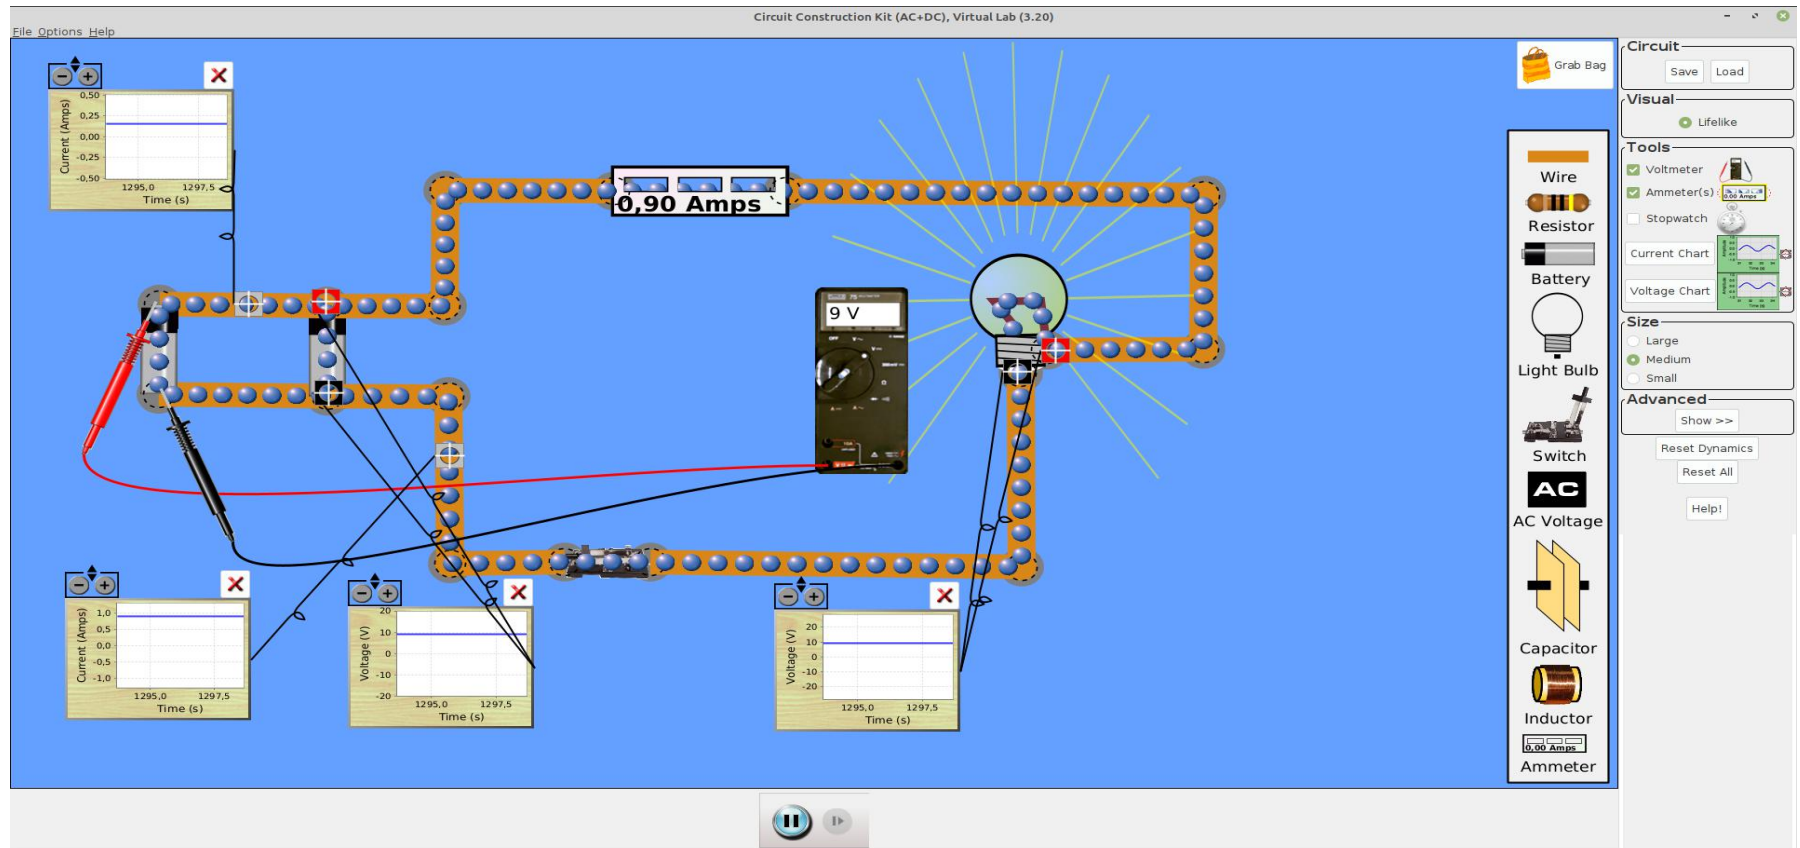 Circuit Construction Kit (AC+DC), Virtual Lab (3.20)
File Options Help
Grab Bag
Current (Amps)
0,50
0,25
0,00
-0,25
-0,50
1295,0 1297,5
Time (s)
0,90 Amps
9 V
OFF
Current (Amps)
1,0
0,5
0,0
-0,5
-1,0
1295,0 1297,5
Time (s)
Voltage (V)
20
10
0
-10
-20
1295,0 1297,5
Time (s)
Voltage (V)
20
10
0
-10
-20
1295,0 1297,5
Time (s)
Wire
Resistor
Battery
Light Bulb
Switch
AC
AC Voltage
Capacitor
Inductor
0,00 Amps
Ammeter
Circuit
Save Load
Visual
Lifelike
Tools
Voltmeter
Ammeter(s)
0.00 Amps
Stopwatch
Current Chart
Voltage Chart
Size
Large
Medium
Small
Advanced
Show >>
Reset Dynamics
Reset All
Help!